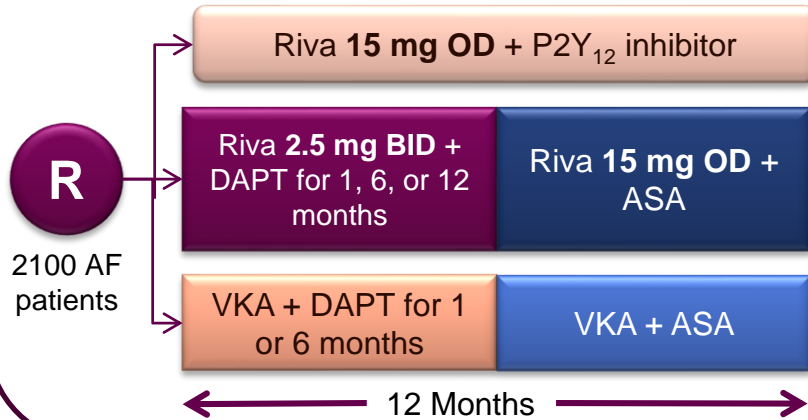 Riva 15 mg OD + P2Y₁₂ inhibitor
R
2100 AF
patients
Riva 2.5 mg BID +
DAPT for 1, 6, or 12
months
Riva 15 mg OD +
ASA
VKA + DAPT for 1
or 6 months
VKA + ASA
12 Months